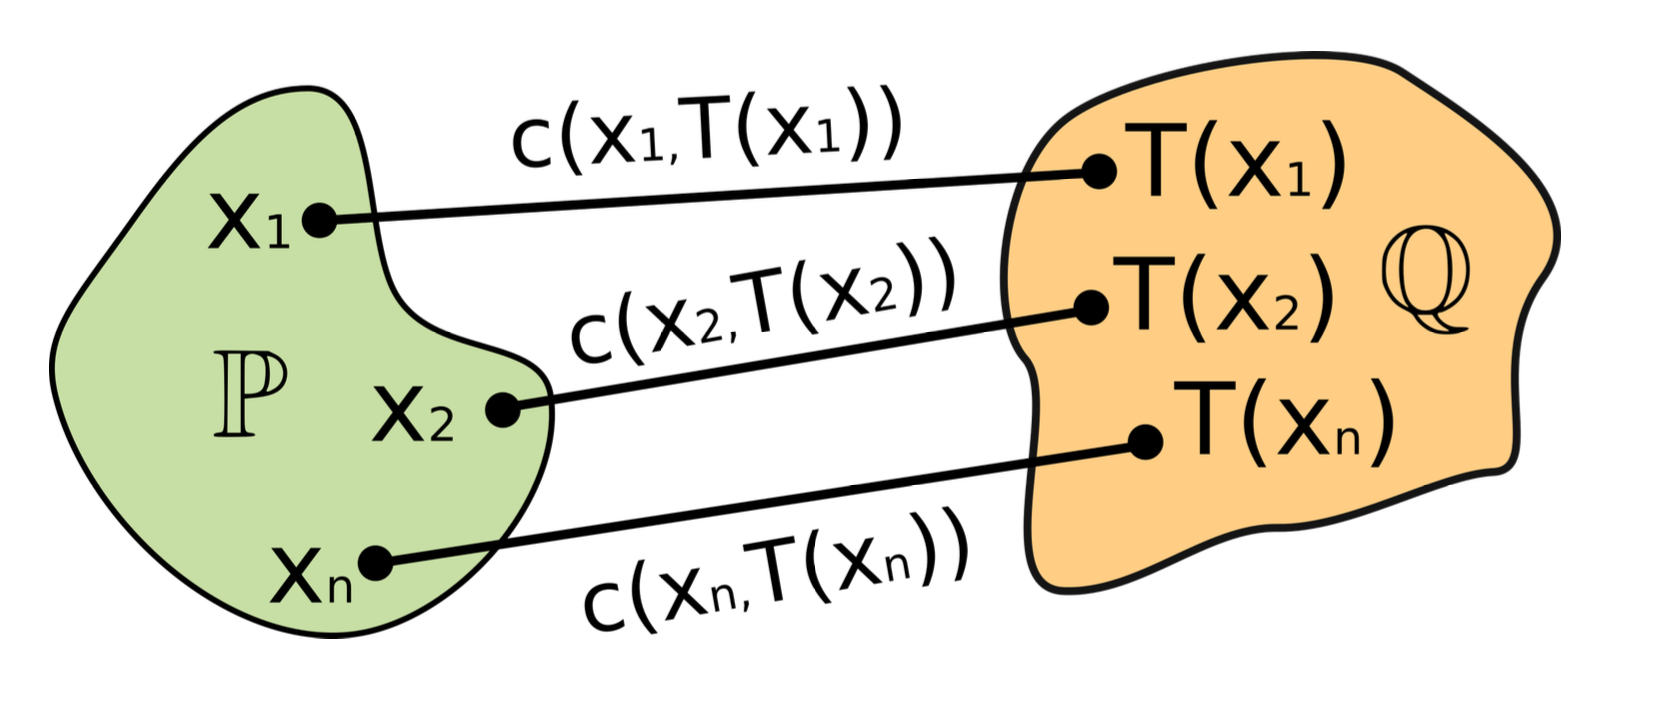 c(x₁,T(x₁))
T(x₁)
x₁
c(x₂,T(x₂))
T(x₂)
ℚ
ℙ
x₂
T(xₙ)
xₙ
c(xₙ,T(xₙ))